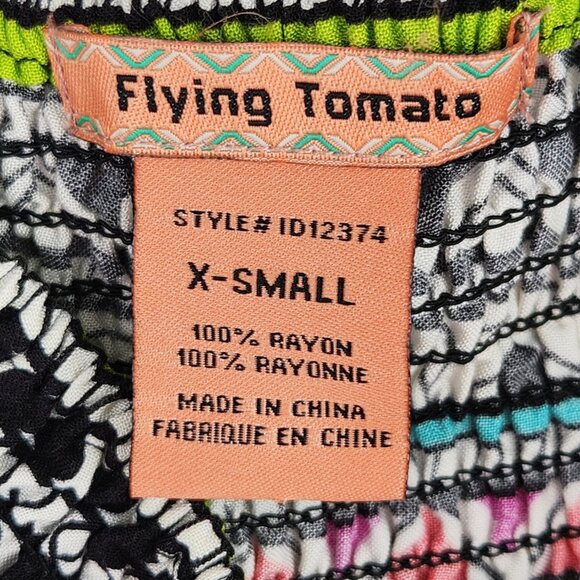 Flying Tomato
STYLE# ID12374
X-SMALL
100% RAYON
100% RAYONNE
MADE IN CHINA
FABRIQUE EN CHINE